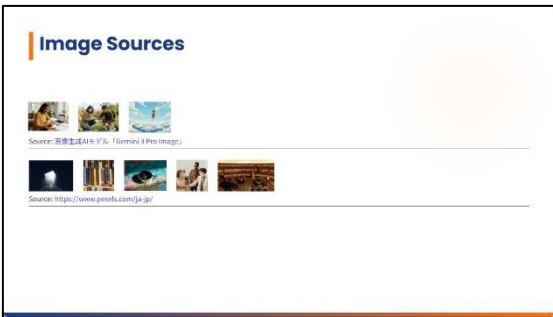 Image Sources
Source: 画像生成AIモデル「Gemini 3 Pro Image」
Source: https://www.pexels.com/ja-jp/